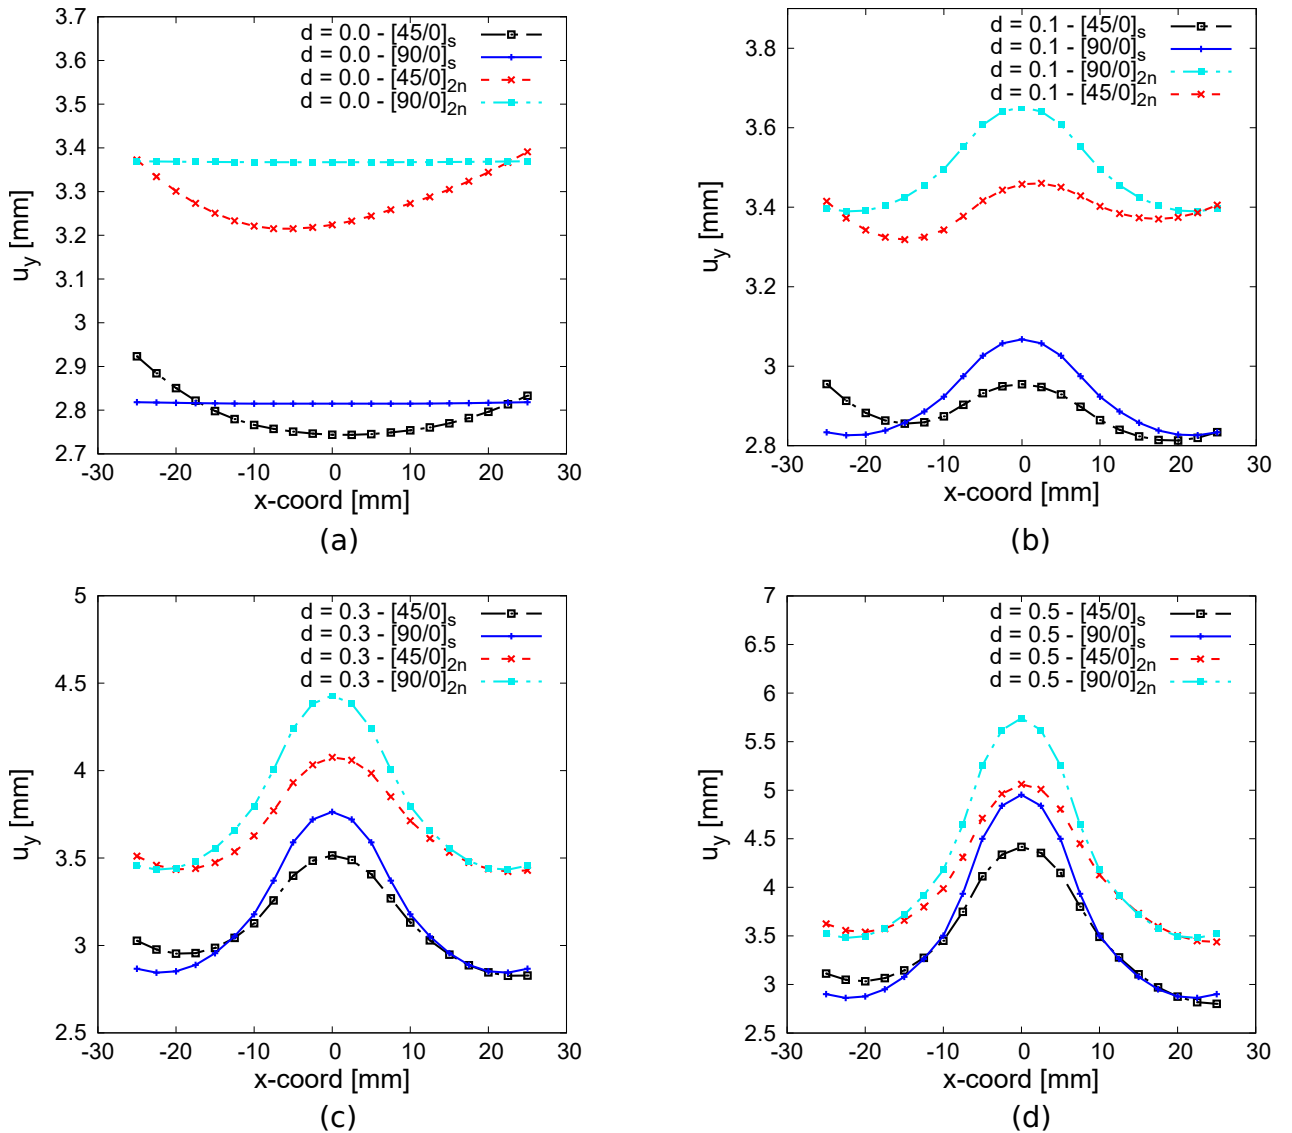 3.7
3.6
3.5
3.4
3.3
3.2
3.1
3
2.9
2.8
2.7
-30 -20 -10 0 10 20 30
u_y [mm]
x-coord [mm]
d = 0.0 - [45/0]_s
d = 0.0 - [90/0]_s
d = 0.0 - [45/0]_2n
d = 0.0 - [90/0]_2n
(a)
3.8
3.6
3.4
3.2
3
2.8
-30 -20 -10 0 10 20 30
u_y [mm]
x-coord [mm]
d = 0.1 - [45/0]_s
d = 0.1 - [90/0]_s
d = 0.1 - [90/0]_2n
d = 0.1 - [45/0]_2n
(b)
5
4.5
4
3.5
3
2.5
-30 -20 -10 0 10 20 30
u_y [mm]
x-coord [mm]
d = 0.3 - [45/0]_s
d = 0.3 - [90/0]_s
d = 0.3 - [45/0]_2n
d = 0.3 - [90/0]_2n
(c)
7
6.5
6
5.5
5
4.5
4
3.5
3
2.5
-30 -20 -10 0 10 20 30
u_y [mm]
x-coord [mm]
d = 0.5 - [45/0]_s
d = 0.5 - [90/0]_s
d = 0.5 - [45/0]_2n
d = 0.5 - [90/0]_2n
(d)